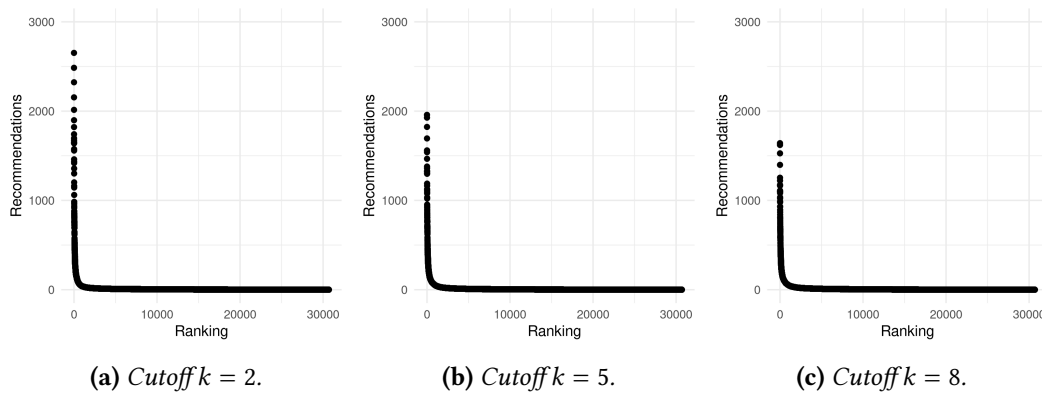 3000
2000
1000
0
Recommendations
0 10000 20000 30000
Ranking
(a) Cutoff k = 2.
3000
2000
1000
0
Recommendations
0 10000 20000 30000
Ranking
(b) Cutoff k = 5.
3000
2000
1000
0
Recommendations
0 10000 20000 30000
Ranking
(c) Cutoff k = 8.